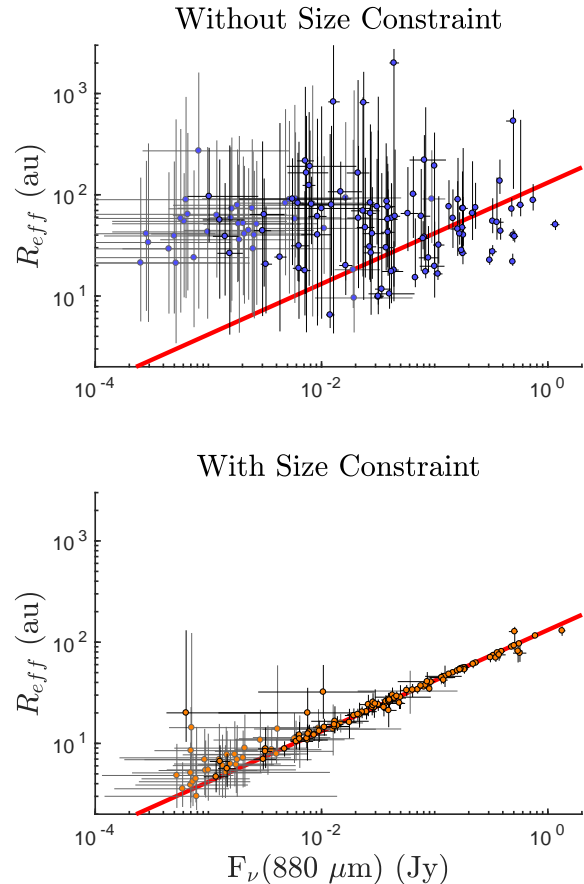 Without Size Constraint
R_eff (au)
10^3
10^2
10^1
10^-4
10^-2
10^0
With Size Constraint
R_eff (au)
10^3
10^2
10^1
10^-4
10^-2
10^0
F_ν(880 μm) (Jy)